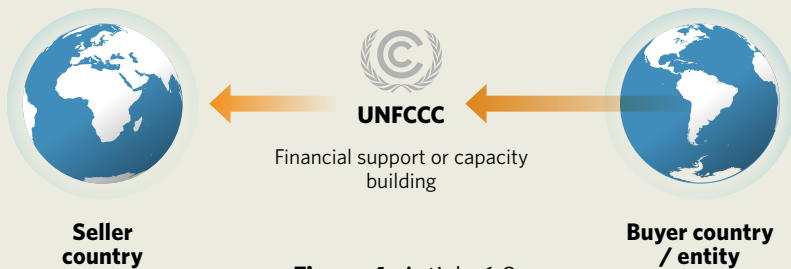 UNFCCC
Financial support or capacity
building
Seller
country
Buyer country
/ entity